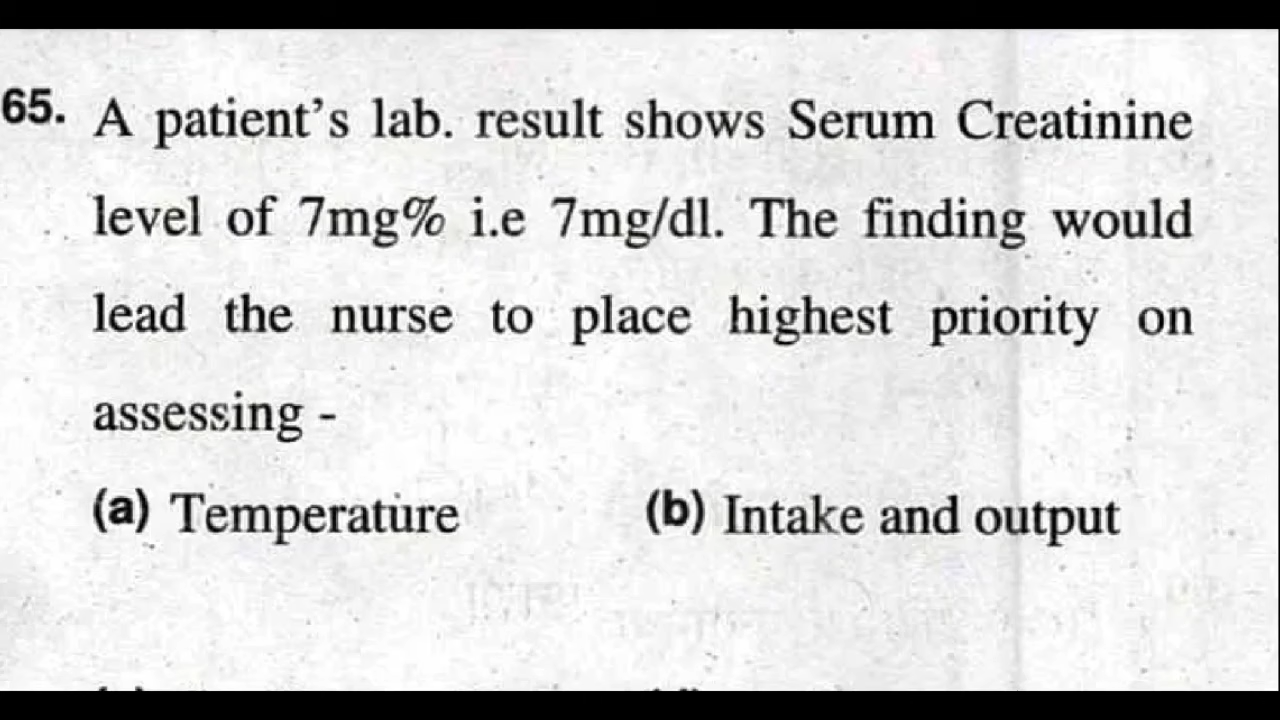 65. A patient's lab. result shows Serum Creatinine
level of 7mg% i.e 7mg/dl. The finding would
lead the nurse to place highest priority on
assessing -
(a) Temperature (b) Intake and output